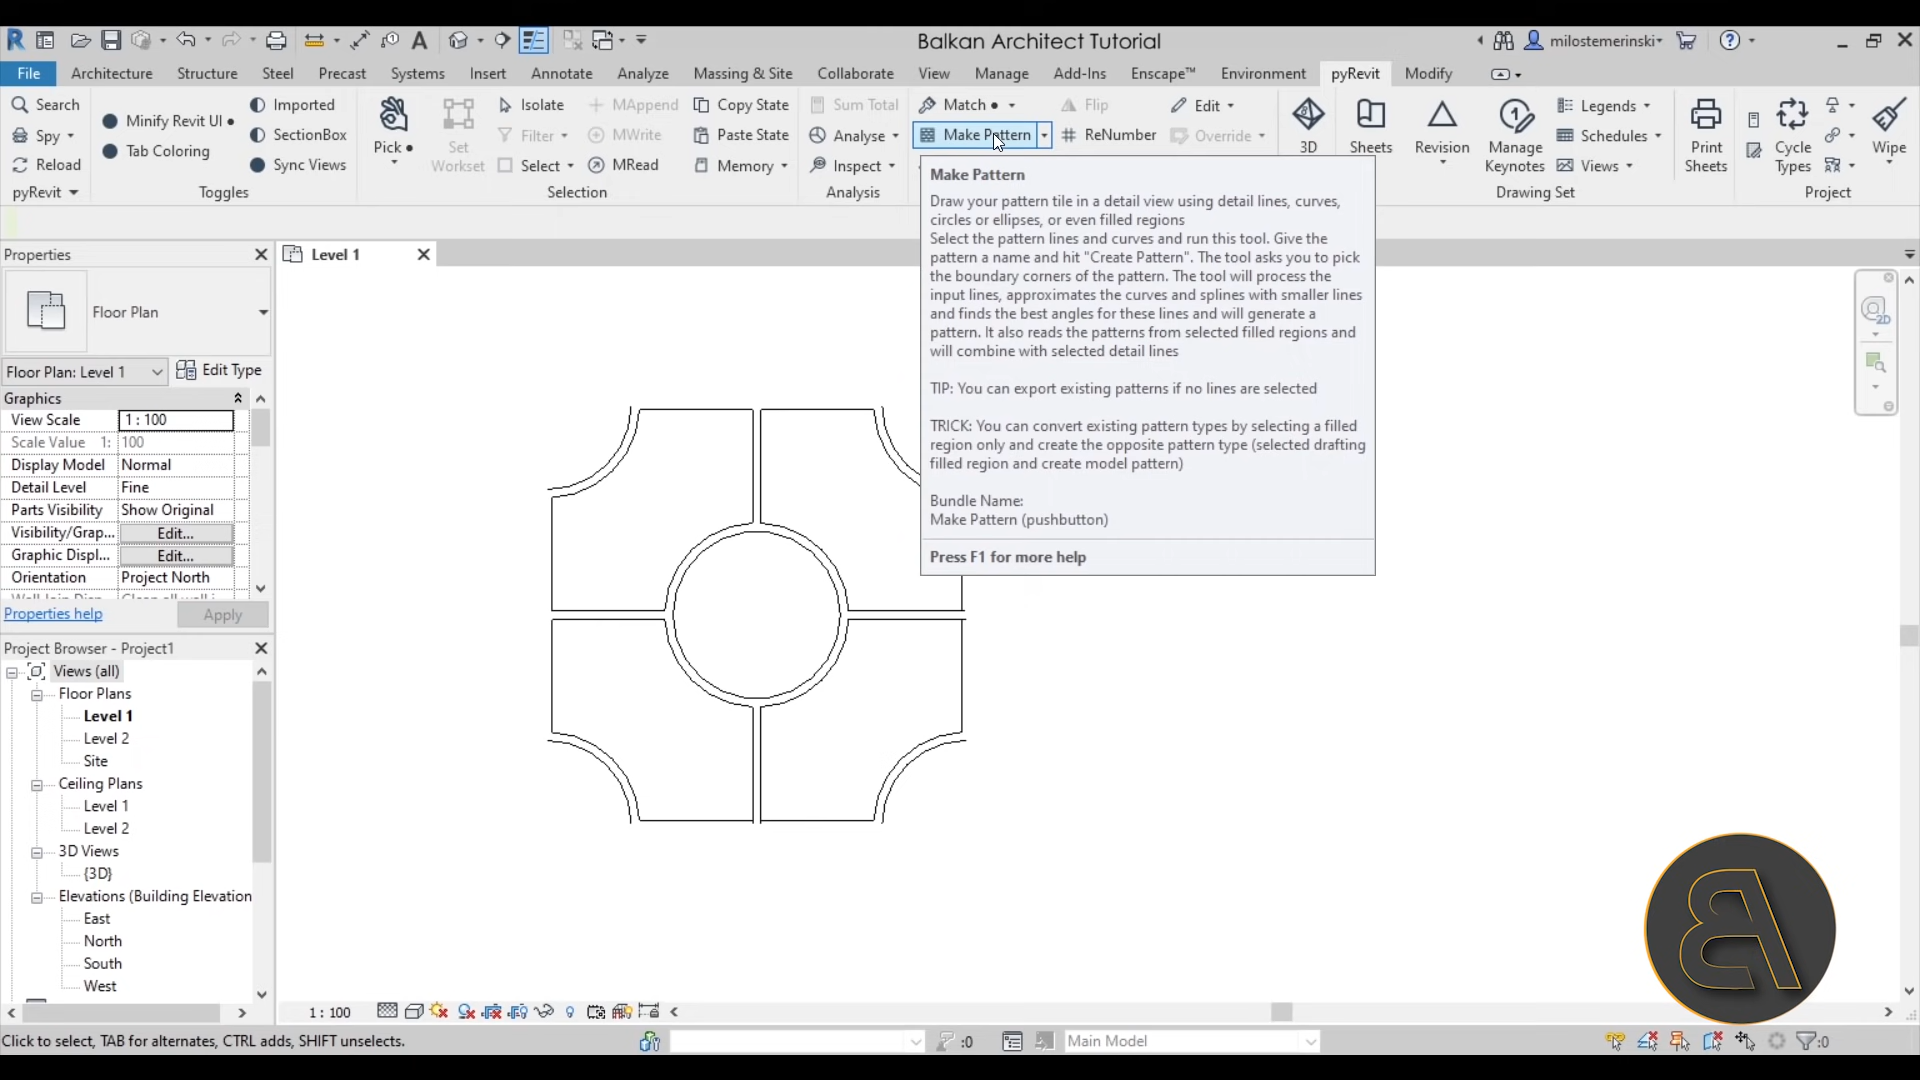 Balkan Architect Tutorial
milostemerinski
File
Architecture
Structure
Steel
Precast
Systems
Insert
Annotate
Analyze
Massing & Site
Collaborate
View
Manage
Add-Ins
Enscape™
Environment
pyRevit
Modify
Search
Spy
Reload
pyRevit
Minify Revit UI
Tab Coloring
Imported
SectionBox
Sync Views
Toggles
Pick
Set
Workset
Isolate
Filter
Select
MAppend
MWrite
MRead
Copy State
Paste State
Memory
Selection
Sum Total
Analyse
Inspect
Analysis
Match
Make Pattern
Flip
ReNumber
Edit
Override
3D
Sheets
Revision
Manage
Keynotes
Legends
Schedules
Views
Print
Sheets
Drawing Set
Cycle
Types
Wipe
Project
Make Pattern
Draw your pattern tile in a detail view using detail lines, curves,
circles or ellipses, or even filled regions
Select the pattern lines and curves and run this tool. Give the
pattern a name and hit "Create Pattern". The tool asks you to pick
the boundary corners of the pattern. The tool will process the
input lines, approximates the curves and splines with smaller lines
and finds the best angles for these lines and will generate a
pattern. It also reads the patterns from selected filled regions and
will combine with selected detail lines
TIP: You can export existing patterns if no lines are selected
TRICK: You can convert existing pattern types by selecting a filled
region only and create the opposite pattern type (selected drafting
filled region and create model pattern)
Bundle Name:
Make Pattern (pushbutton)
Press F1 for more help
Properties
Floor Plan
Floor Plan: Level 1
Edit Type
Graphics
View Scale
1 : 100
Scale Value 1:
100
Display Model
Normal
Detail Level
Fine
Parts Visibility
Show Original
Visibility/Grap...
Edit...
Graphic Displ...
Edit...
Orientation
Project North
Properties help
Apply
Level 1
Project Browser - Project1
Views (all)
Floor Plans
Level 1
Level 2
Site
Ceiling Plans
Level 1
Level 2
3D Views
{3D}
Elevations (Building Elevation
East
North
South
West
1 : 100
Click to select, TAB for alternates, CTRL adds, SHIFT unselects.
:0
Main Model
:0
2D